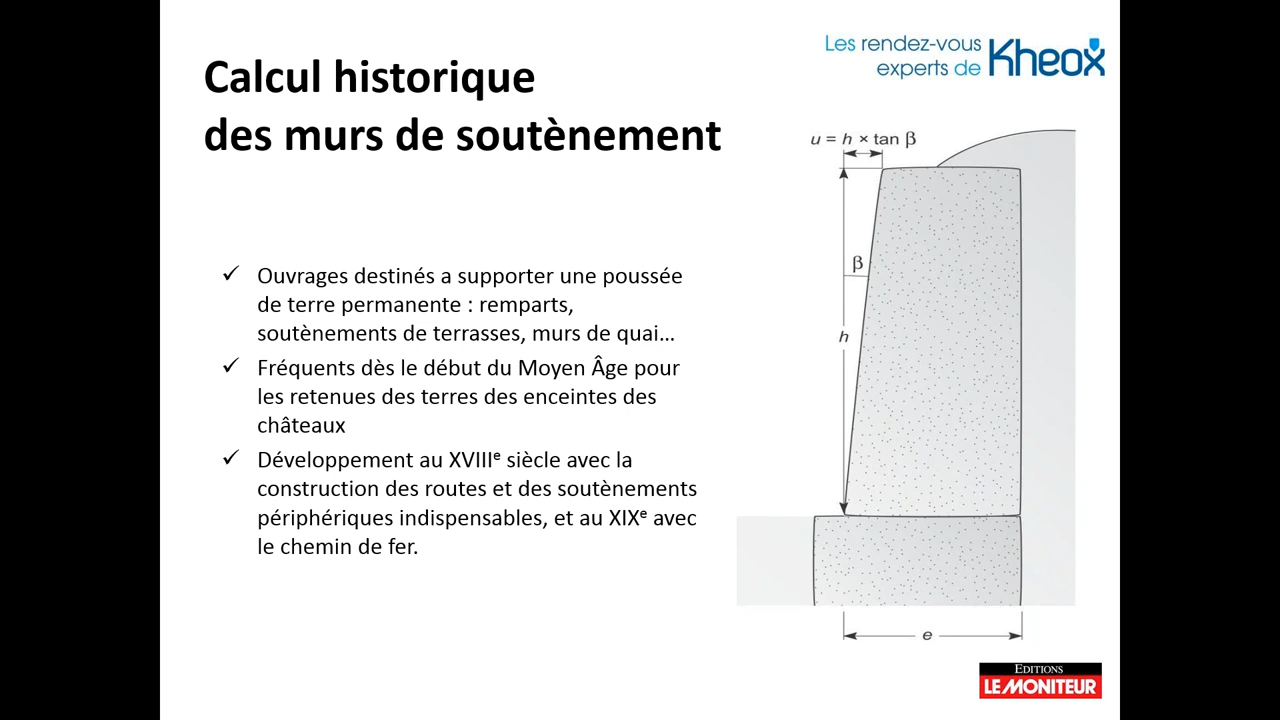 Les rendez-vous
experts de Kheox
Calcul historique
des murs de soutènement
u = h × tan β
β
h
e
✓ Ouvrages destinés a supporter une poussée
de terre permanente : remparts,
soutènements de terrasses, murs de quai…
✓ Fréquents dès le début du Moyen Âge pour
les retenues des terres des enceintes des
châteaux
✓ Développement au XVIIIᵉ siècle avec la
construction des routes et des soutènements
périphériques indispensables, et au XIXᵉ avec
le chemin de fer.
EDITIONS
LE MONITEUR